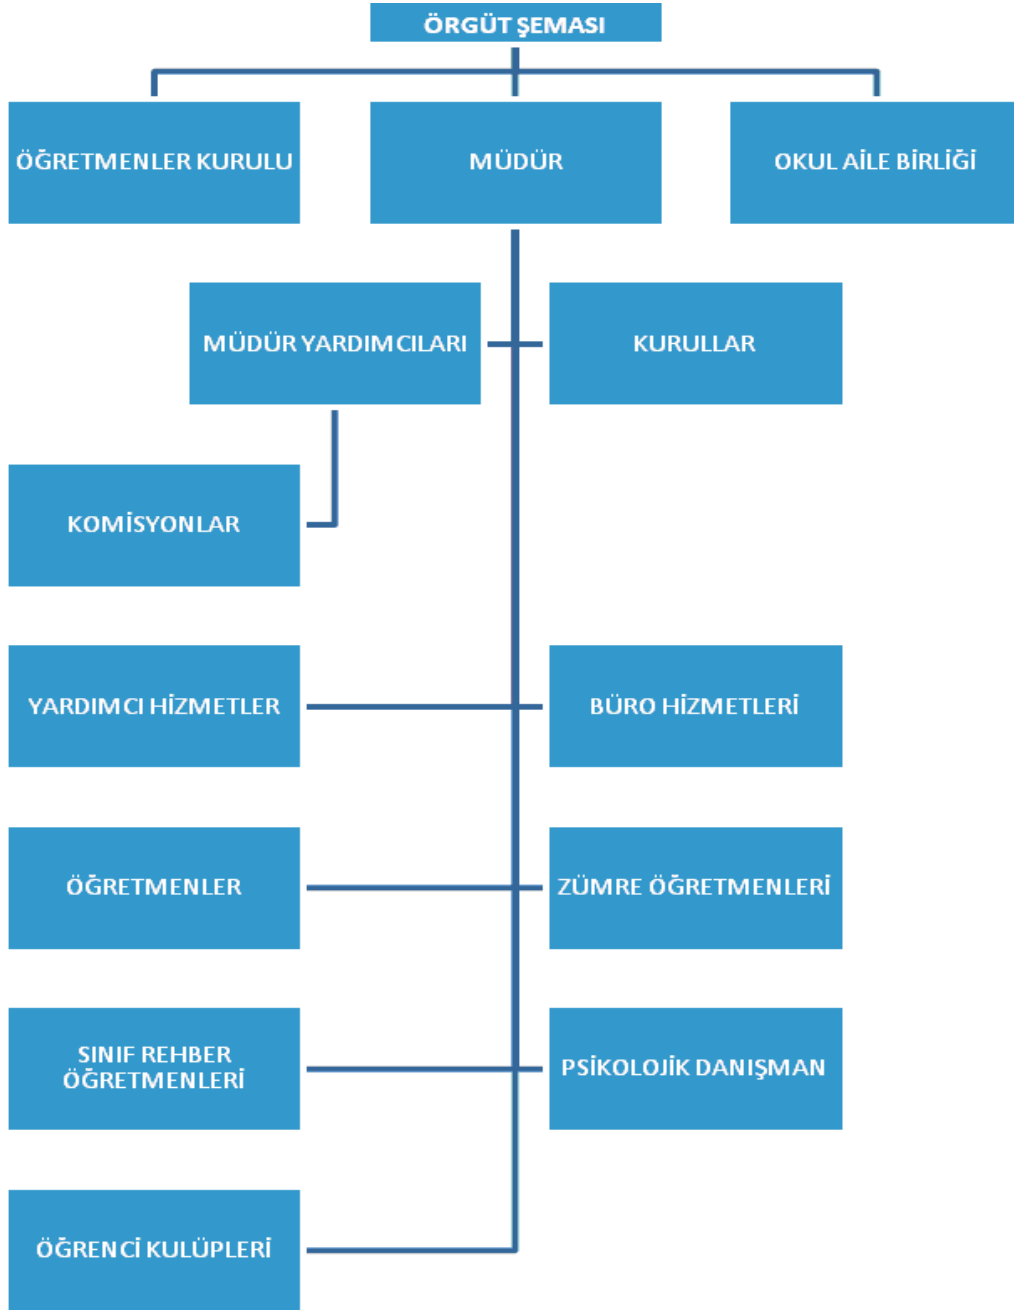 ÖRGÜT ŞEMASI
ÖĞRETMENLER KURULU
MÜDÜR
OKUL AİLE BİRLİĞİ
MÜDÜR YARDIMCILARI
KURULLAR
KOMİSYONLAR
YARDIMCI HİZMETLER
BÜRO HİZMETLERİ
ÖĞRETMENLER
ZÜMRE ÖĞRETMENLERİ
SINIF REHBER
ÖĞRETMENLERİ
PSİKOLOJİK DANIŞMAN
ÖĞRENCİ KULÜPLERİ